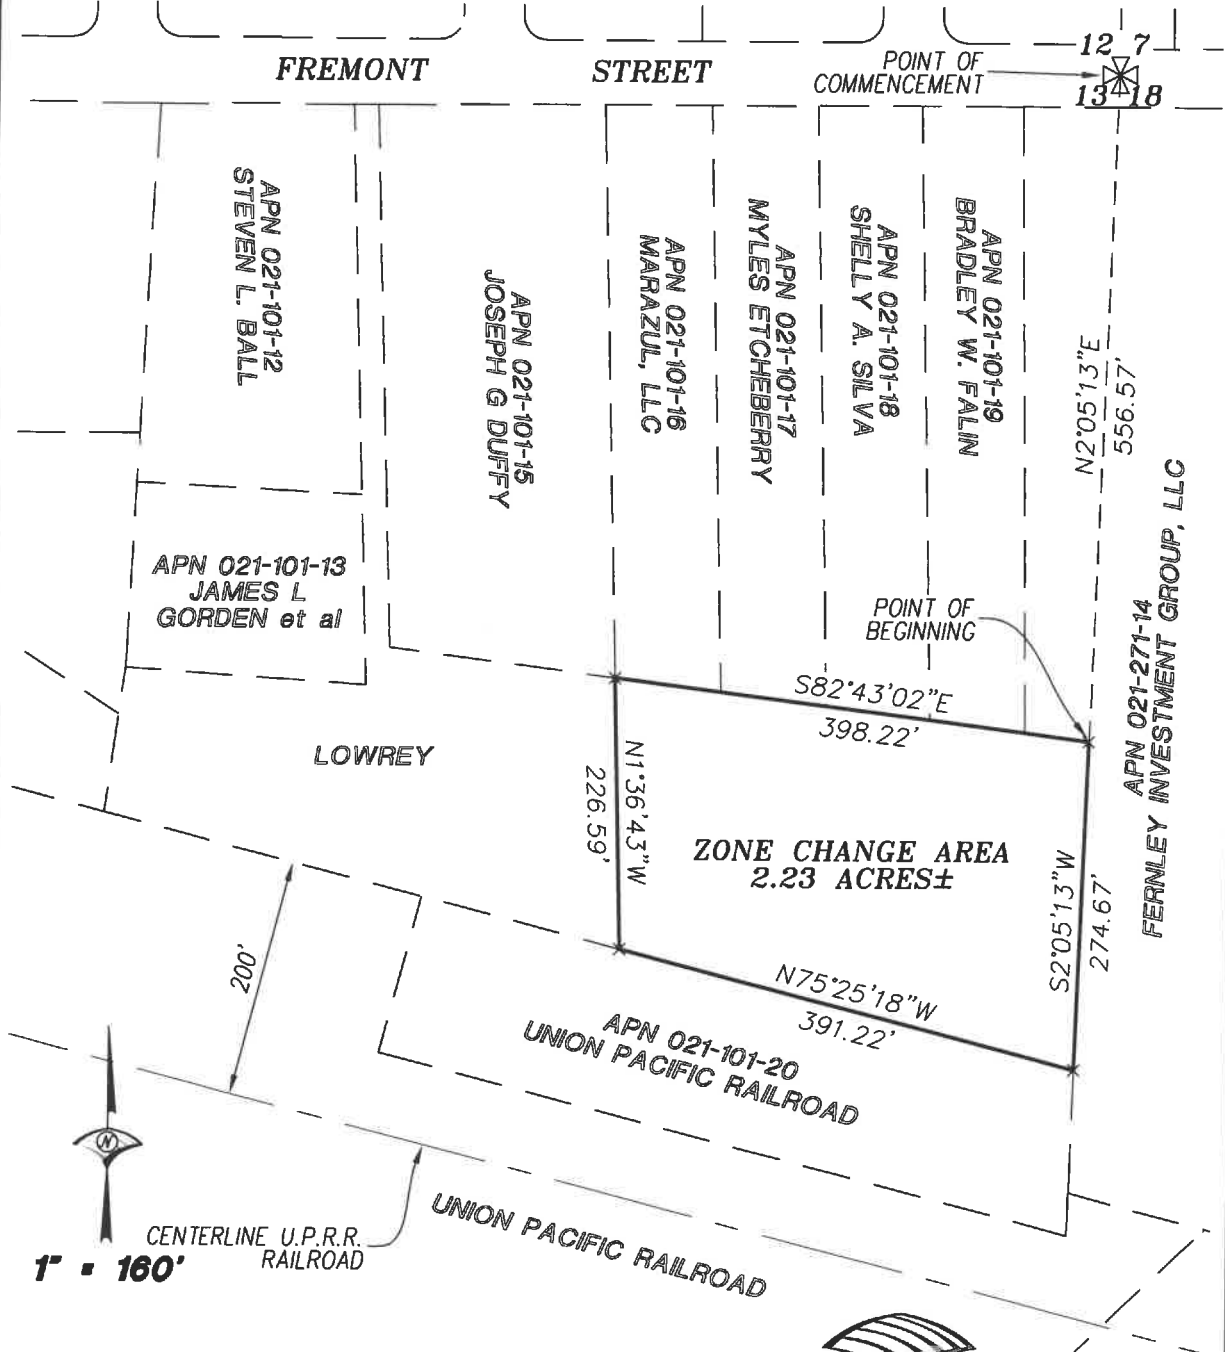 FREMONT STREET
POINT OF
COMMENCEMENT
12 7
13 18
APN 021-101-12
STEVEN L. BALL
APN 021-101-15
JOSEPH G DUFFY
APN 021-101-16
MARAZUL, LLC
APN 021-101-17
MYLES ETCHEBERRY
APN 021-101-18
SHELLY A. SILVA
APN 021-101-19
BRADLEY W. FALIN
N2°05'13"E
556.57'
APN 021-271-14
FERNLEY INVESTMENT GROUP, LLC
APN 021-101-13
JAMES L
GORDEN et al
POINT OF
BEGINNING
S82°43'02"E
398.22'
LOWREY
N1°36'43"W
226.59'
ZONE CHANGE AREA
2.23 ACRES±
S2°05'13"W
274.67'
N75°25'18"W
391.22'
200'
APN 021-101-20
UNION PACIFIC RAILROAD
N
CENTERLINE U.P.R.R.
RAILROAD
UNION PACIFIC RAILROAD
1" = 160'